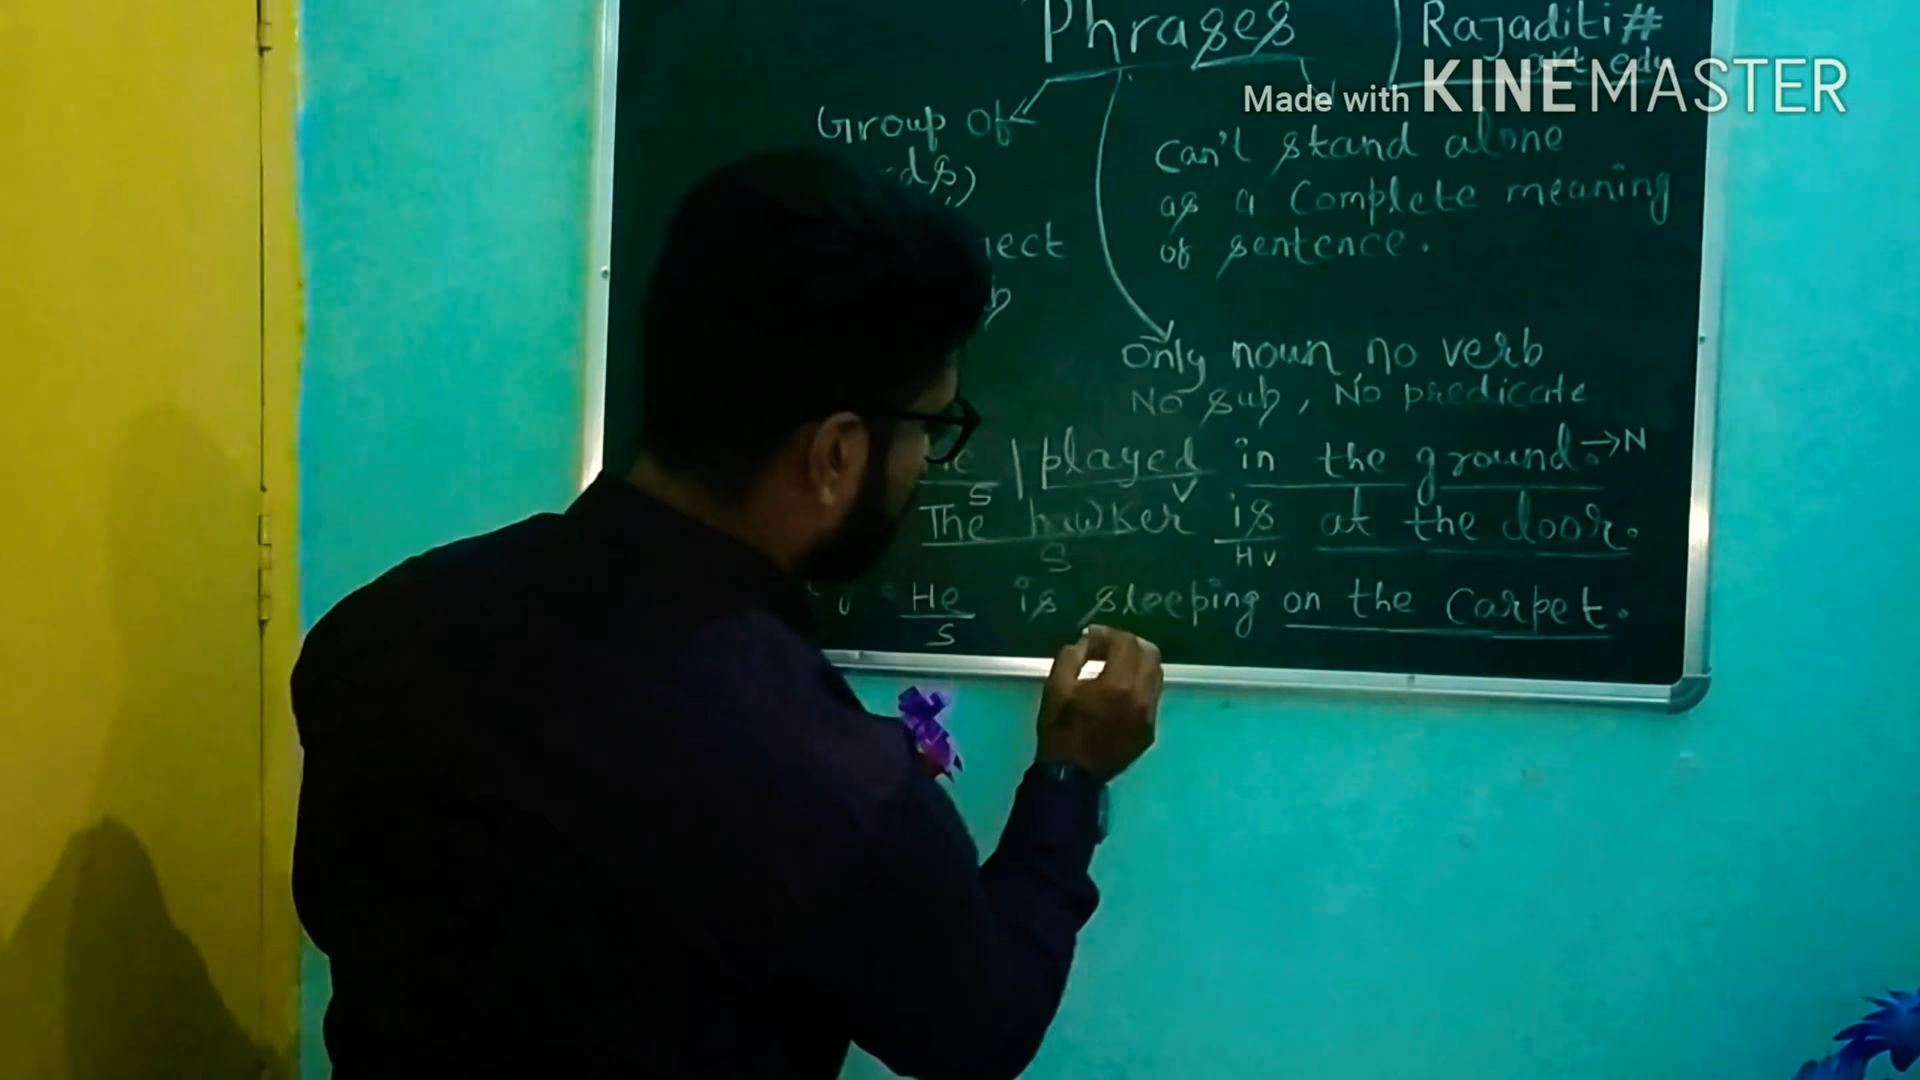 Phrases
Rajaditi #
art edu
Made with KINEMASTER
Group of
Can't stand alone
as a Complete meaning
of sentence.
only noun no verb
No sub, No predicate
played in the ground. → N
S V
The hawker is at the door.
S HV
He is sleeping on the carpet.
S